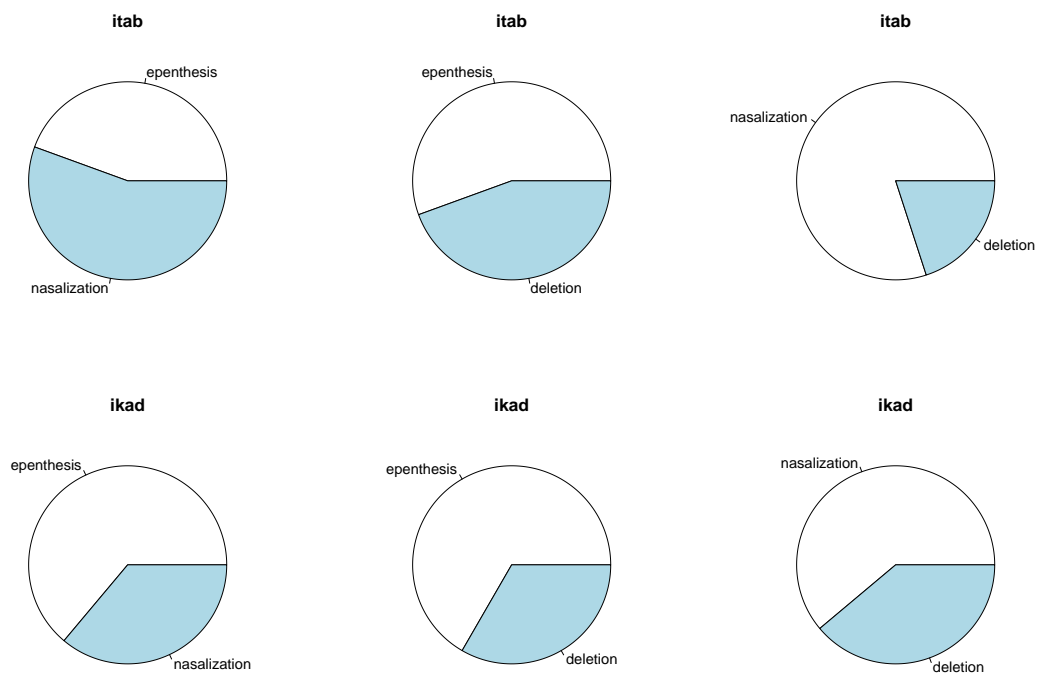 itab
itab
itab
epenthesis
epenthesis
nasalization
deletion
nasalization
deletion
ikad
ikad
ikad
epenthesis
epenthesis
nasalization
nasalization
deletion
deletion